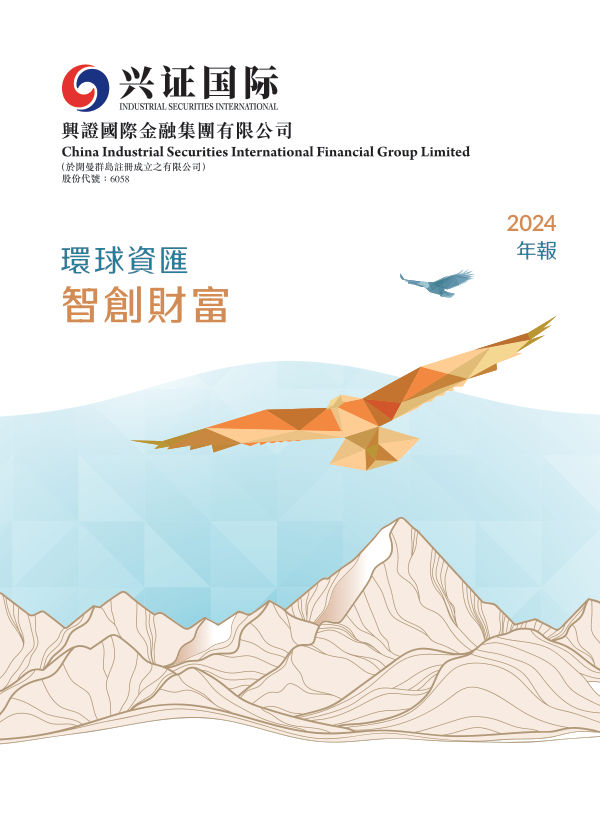 兴证国际
INDUSTRIAL SECURITIES INTERNATIONAL
興證國際金融集團有限公司
China Industrial Securities International Financial Group Limited
(於開曼群島註冊成立之有限公司)
股份代號：6058
2024
年報
環球資匯
智創財富